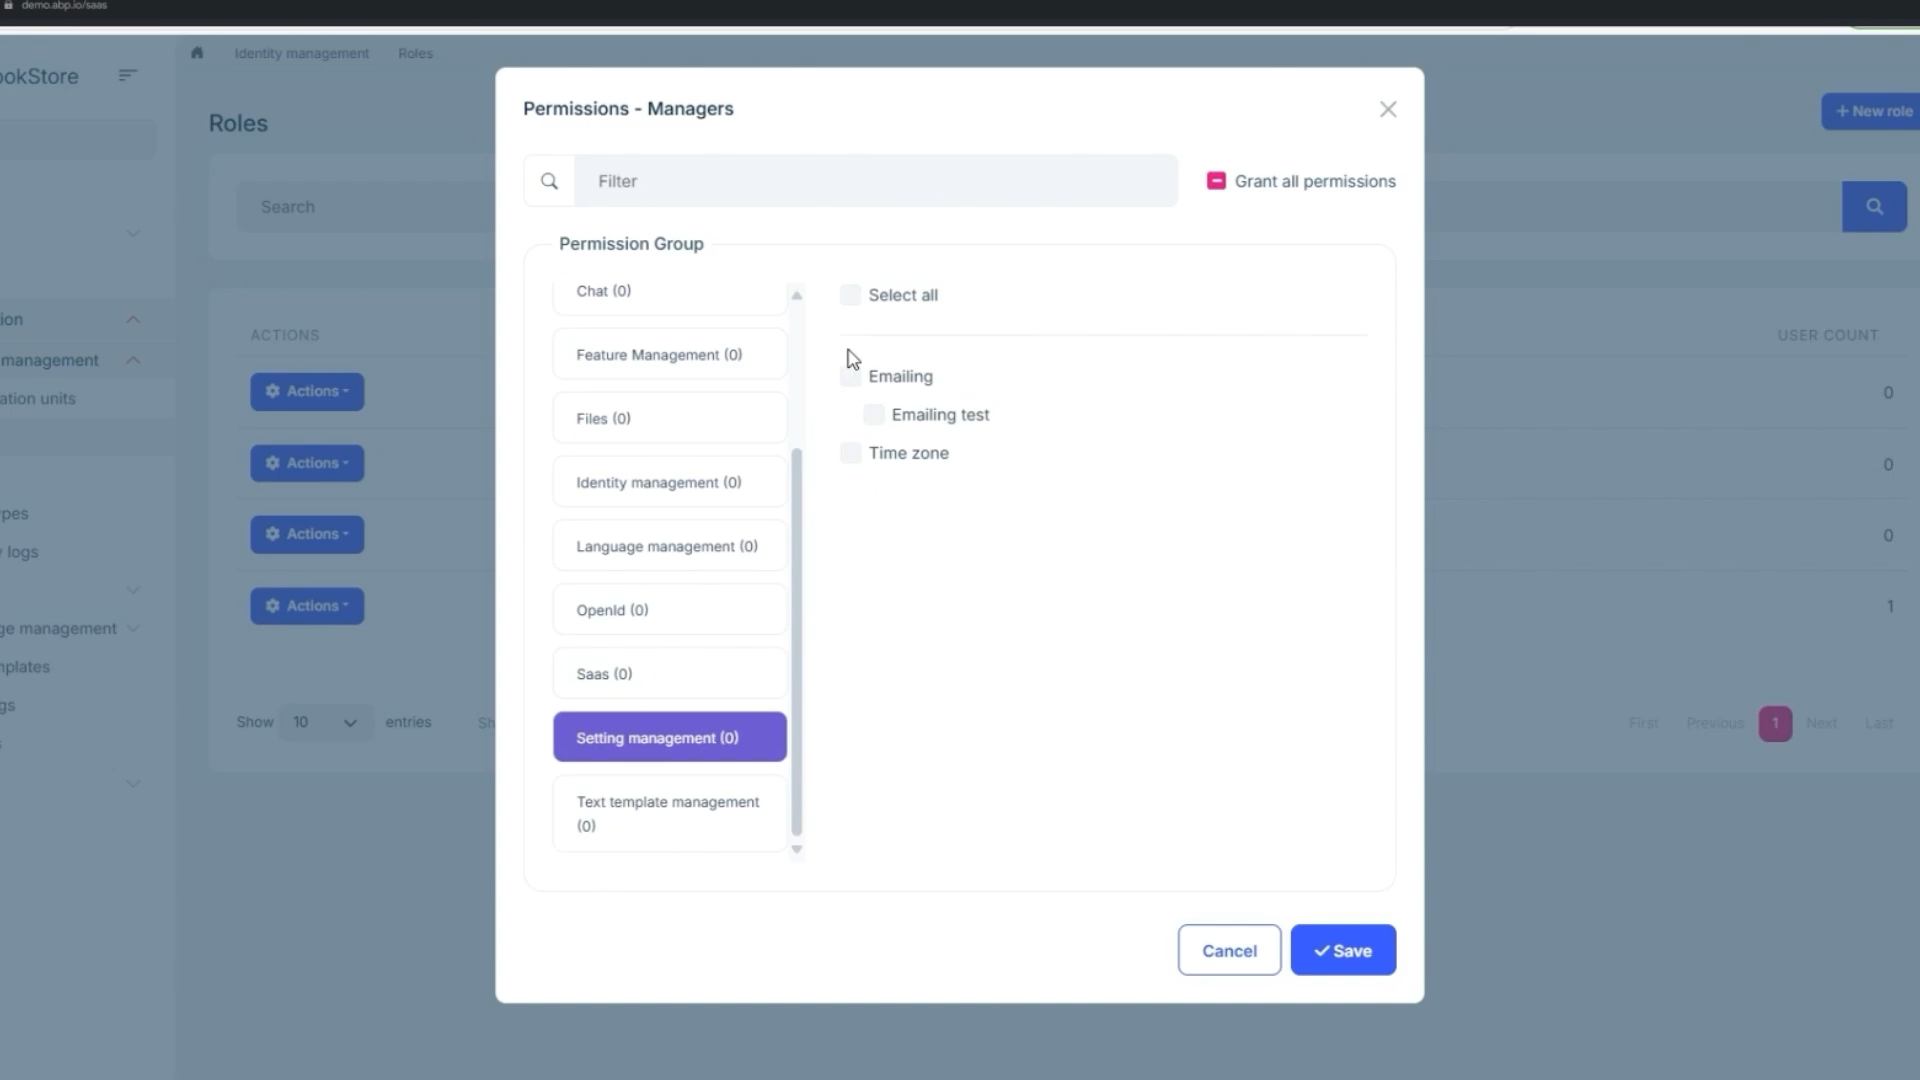 demo.abp.io/saas
Identity management Roles
ookStore
Permissions - Managers
+ New role
Roles
Filter
Grant all permissions
Search
Permission Group
Chat (0)
Select all
ion
ACTIONS
USER COUNT
Feature Management (0)
management
Emailing
Actions
0
ation units
Emailing test
Files (0)
Time zone
Actions
0
Identity management (0)
ypes
Actions
0
Language management (0)
logs
Actions
1
OpenId (0)
ge management
nplates
Saas (0)
gs
Show 10 entries Sh
First Previous 1 Next Last
Setting management (0)
s
Text template management
(0)
Cancel
Save